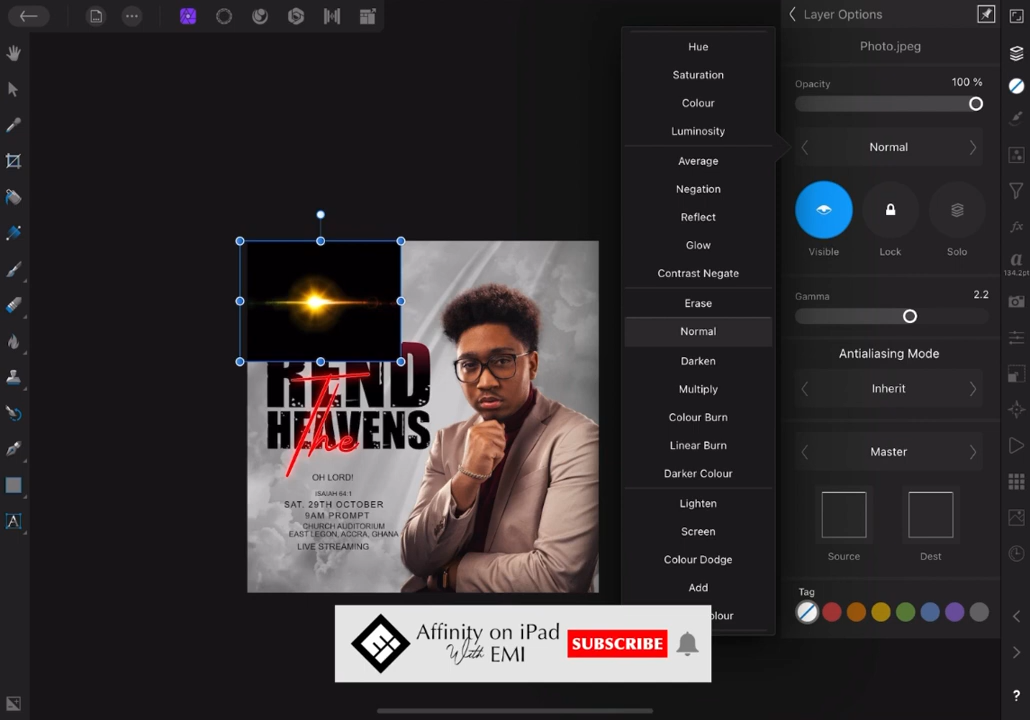 Layer Options
Photo.jpeg
Opacity
100 %
Normal
Visible
Lock
Solo
Gamma
2.2
Antialiasing Mode
Inherit
Master
Source
Dest
Tag
Hue
Saturation
Colour
Luminosity
Average
Negation
Reflect
Glow
Contrast Negate
Erase
Normal
Darken
Multiply
Colour Burn
Linear Burn
Darker Colour
Lighten
Screen
Colour Dodge
Add
fx
a
134.2pt
?
A
REND
The
HEAVENS
OH LORD!
ISAIAH 64:1
SAT. 29TH OCTOBER
9AM PROMPT
CHURCH AUDITORIUM
EAST LEGON, ACCRA, GHANA
LIVE STREAMING
Affinity on iPad
With EMI
SUBSCRIBE